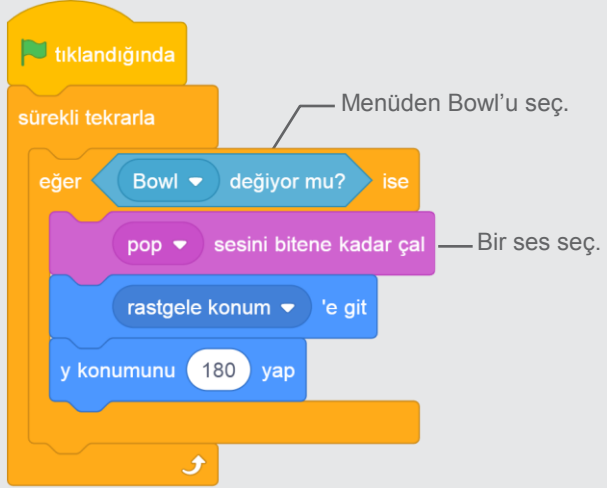 tıklandığında
sürekli tekrarla
Menüden Bowl’u seç.
eğer Bowl değiyor mu? ise
pop sesini bitene kadar çal
Bir ses seç.
rastgele konum 'e git
y konumunu 180 yap